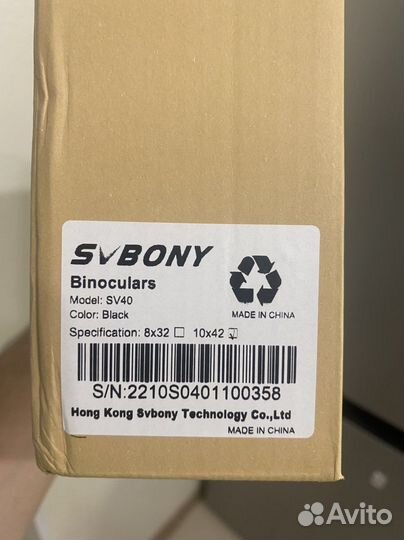 SVBONY
Binoculars
Model: SV40
Color: Black
MADE IN CHINA
Specification: 8x32 ☐ 10x42 ☑
S/N:2210S0401100358
Hong Kong Svbony Technology Co.,Ltd
MADE IN CHINA
Avito